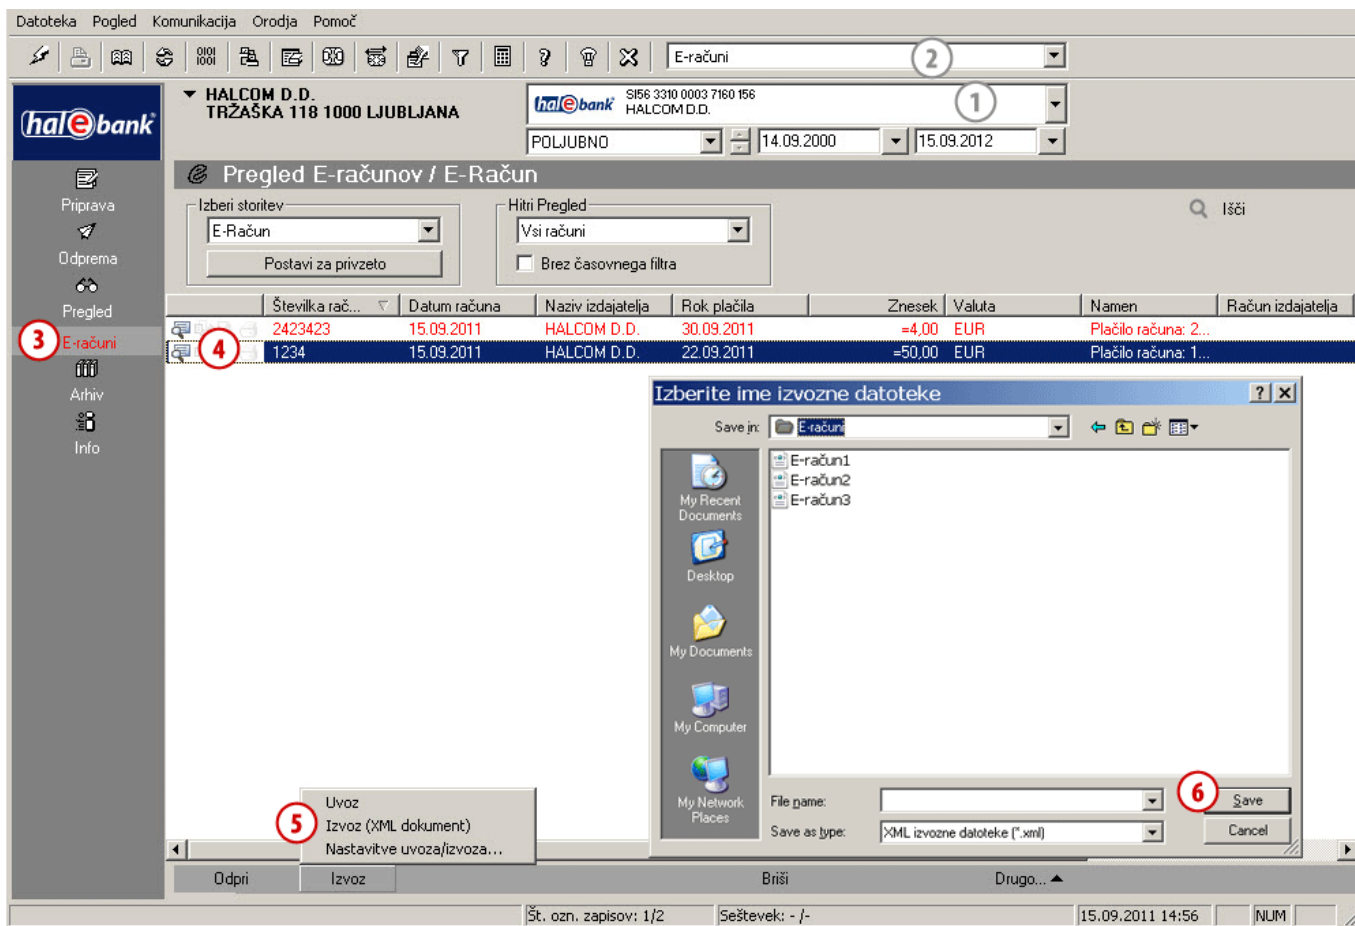 Datoteka Pogled Komunikacija Orodja Pomoč
E-računi
2
hal e bank
HALCOM D.D.
TRŽAŠKA 118 1000 LJUBLJANA
hal e bank
SI56 3310 0003 7160 156
HALCOM D.D.
1
POLJUBNO 14.09.2000 15.09.2012
Pregled E-računov / E-Račun
Priprava
Odprema
Pregled
3
E-računi
Arhiv
Info
Izberi storitev
E-Račun
Postavi za privzeto
Hitri Pregled
Vsi računi
Brez časovnega filtra
Išči
Številka rač... Datum računa Naziv izdajatelja Rok plačila Znesek Valuta Namen Račun izdajatelja
2423423 15.09.2011 HALCOM D.D. 30.09.2011 =4,00 EUR Plačilo računa: 2...
4
1234 15.09.2011 HALCOM D.D. 22.09.2011 =50,00 EUR Plačilo računa: 1...
Izberite ime izvozne datoteke
Save in: E-računi
E-račun1
E-račun2
E-račun3
My Recent
Documents
Desktop
My Documents
My Computer
My Network
Places
File name:
6
Save
Save as type: XML izvozne datoteke (*.xml)
Cancel
Uvoz
5
Izvoz (XML dokument)
Nastavitve uvoza/izvoza...
Odpri Izvoz Briši Drugo...
Št. ozn. zapisov: 1/2 Seštevek: - /- 15.09.2011 14:56 NUM